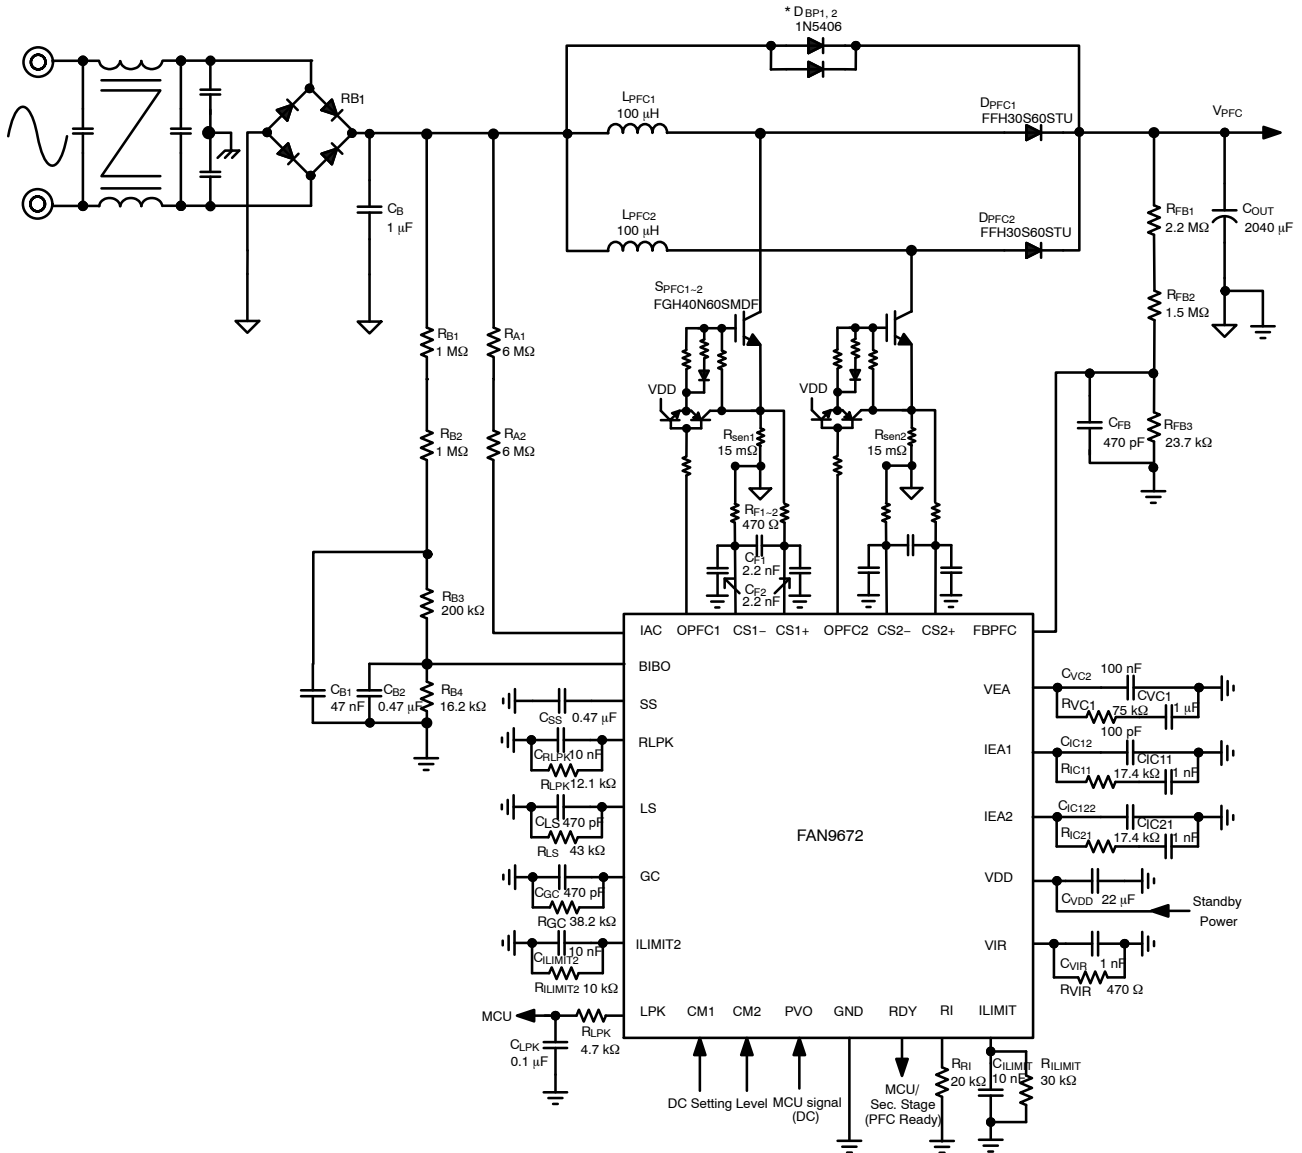 * DBP1, 2
1N5406
RB1
LPFC1
100 μH
DPFC1
FFH30S60STU
VPFC
CB
1 μF
LPFC2
100 μH
DPFC2
FFH30S60STU
RFB1
2.2 MΩ
COUT
2040 μF
SPFC1~2
FGH40N60SMDF
RFB2
1.5 MΩ
RB1
1 MΩ
RA1
6 MΩ
VDD
VDD
RB2
1 MΩ
RA2
6 MΩ
Rsen1
15 mΩ
Rsen2
15 mΩ
CFB
470 pF
RFB3
23.7 kΩ
RF1~2
470 Ω
CF1
2.2 nF
CF2
2.2 nF
RB3
200 kΩ
IAC OPFC1 CS1− CS1+ OPFC2 CS2− CS2+ FBPFC
BIBO
CB1
47 nF
CB2
0.47 μF
RB4
16.2 kΩ
SS
CSS 0.47 μF
RLPK
CRLPK 10 nF
RLPK 12.1 kΩ
LS
CLS 470 pF
RLS 43 kΩ
GC
CGC 470 pF
RGC 38.2 kΩ
ILIMIT2
10 nF
CILIMIT2
RILIMIT2 10 kΩ
FAN9672
VEA
CVC2 100 nF
CVC1
RVC1 75 kΩ 1 μF
IEA1
CIC12 100 pF
CIC11
RIC11 17.4 kΩ 1 nF
IEA2
CIC122
CIC21
RIC21 17.4 kΩ 1 nF
VDD
CVDD 22 μF
Standby
Power
VIR
CVIR 1 nF
RVIR 470 Ω
MCU
LPK CM1 CM2 PVO GND RDY RI ILIMIT
RLPK
4.7 kΩ
CLPK
0.1 μF
DC Setting Level
MCU signal
(DC)
MCU/
Sec. Stage
(PFC Ready)
RRI
20 kΩ
CILIMIT
10 nF
RILIMIT
30 kΩ